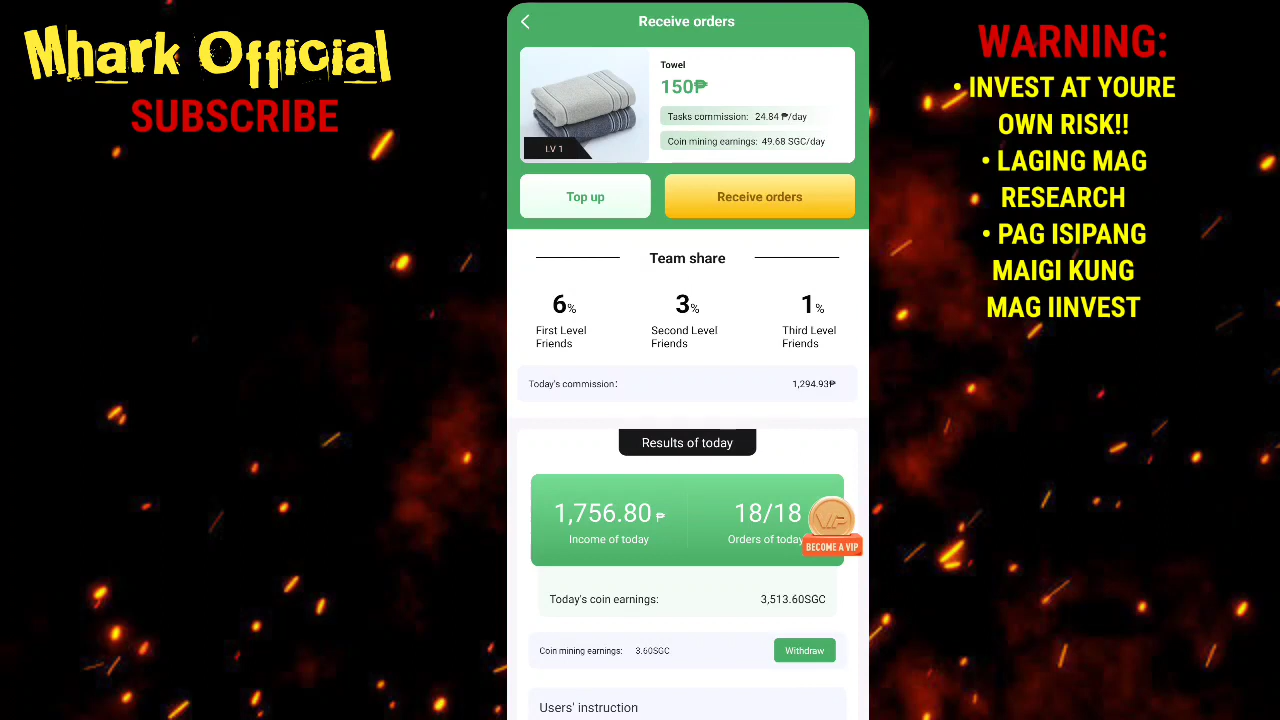 Mhark Official
SUBSCRIBE
Receive orders
Towel
150₱
Tasks commission: 24.84 ₱/day
Coin mining earnings: 49.68 SGC/day
LV 1
Top up
Receive orders
Team share
6%
First Level
Friends
3%
Second Level
Friends
1%
Third Level
Friends
Today's commission: 1,294.93₱
Results of today
1,756.80 ₱
Income of today
18/18
Orders of today
VIP
BECOME A VIP
Today's coin earnings: 3,513.60SGC
Coin mining earnings: 3.60SGC
Withdraw
Users' instruction
WARNING:
• INVEST AT YOURE
OWN RISK!!
• LAGING MAG
RESEARCH
• PAG ISIPANG
MAIGI KUNG
MAG IINVEST